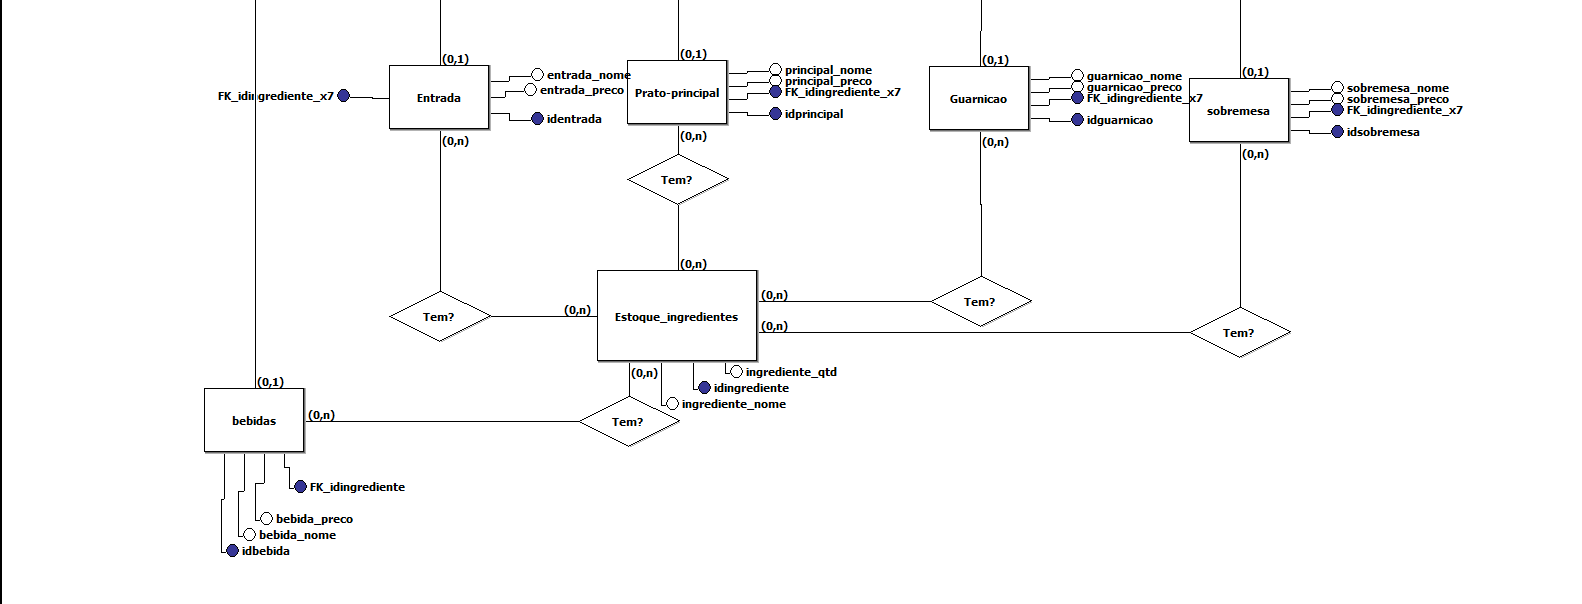 (0,1)
Entrada
entrada_nome
entrada_preco
identrada
FK_idingrediente_x7
(0,n)
(0,1)
Prato-principal
principal_nome
principal_preco
FK_idingrediente_x7
idprincipal
(0,n)
(0,1)
Guarnicao
guarnicao_nome
guarnicao_preco
FK_idingrediente_x7
idguarnicao
(0,n)
(0,1)
sobremesa
sobremesa_nome
sobremesa_preco
FK_idingrediente_x7
idsobremesa
(0,n)
Tem?
Tem?
Tem?
Tem?
(0,n)
(0,n)
(0,n)
(0,n)
Estoque_ingredientes
(0,n)
ingrediente_qtd
idingrediente
ingrediente_nome
Tem?
(0,1)
bebidas
(0,n)
FK_idingrediente
bebida_preco
bebida_nome
idbebida